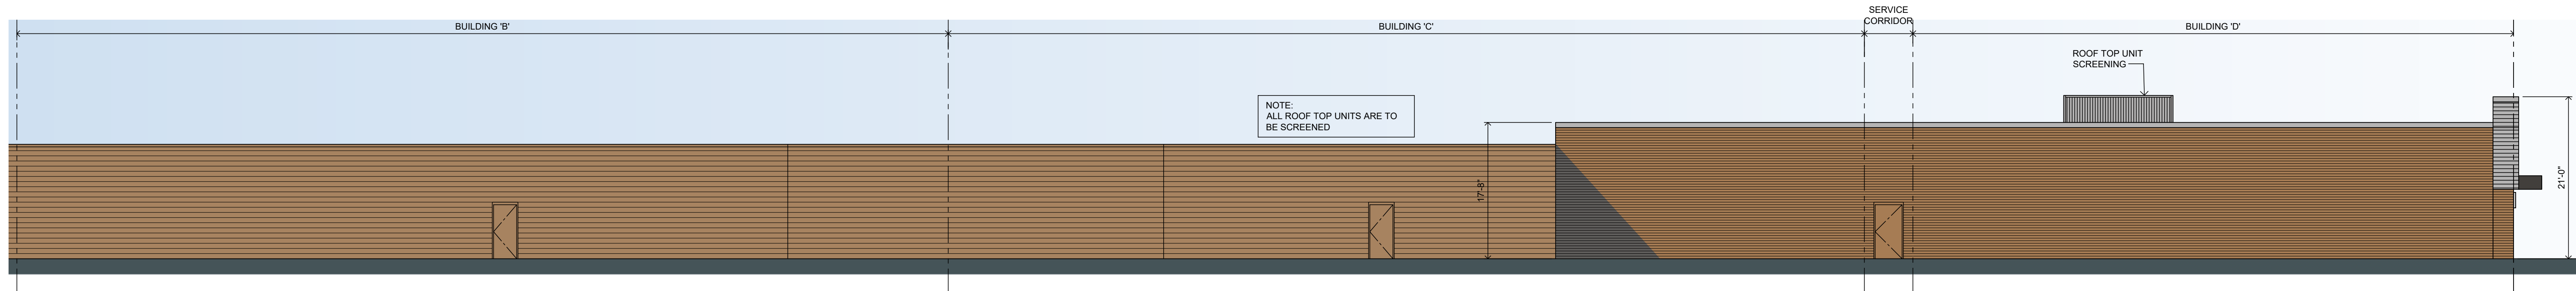 BUILDING 'B'
BUILDING 'C'
SERVICE
CORRIDOR
BUILDING 'D'
ROOF TOP UNIT
SCREENING
NOTE:
ALL ROOF TOP UNITS ARE TO
BE SCREENED
17'-8"
21'-0"